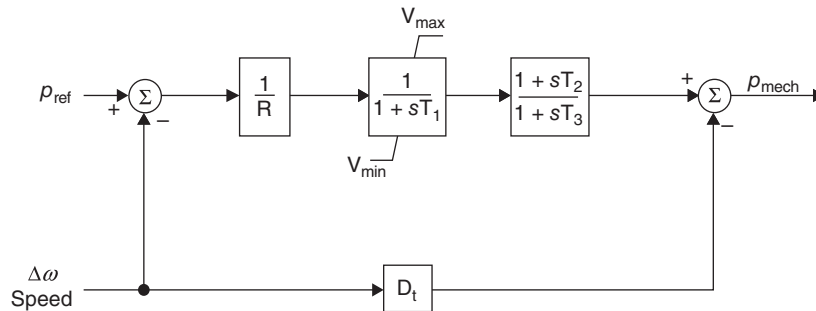 V_max
p_ref
+
Σ
−
1
R
1
1 + sT_1
1 + sT_2
1 + sT_3
+
Σ
−
p_mech
V_min
Δω
Speed
D_t